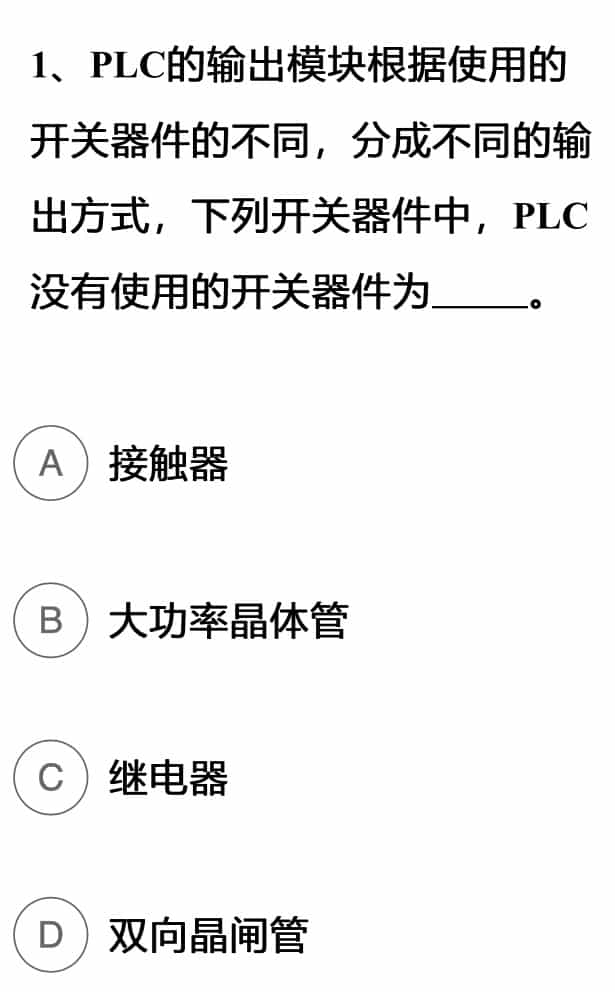 1、PLC的输出模块根据使用的
开关器件的不同，分成不同的输
出方式，下列开关器件中，PLC
没有使用的开关器件为_____。
A 接触器
B 大功率晶体管
C 继电器
D 双向晶闸管